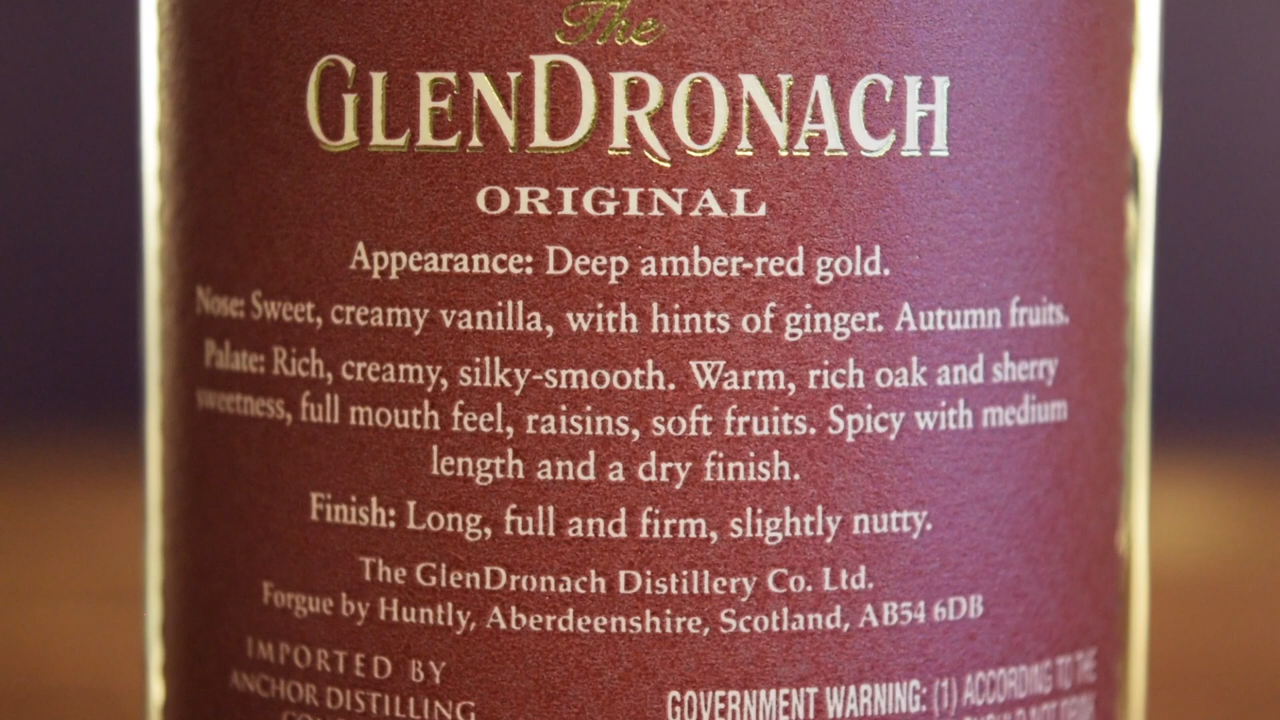 The
GLENDRONACH
ORIGINAL
Appearance: Deep amber-red gold.
Nose: Sweet, creamy vanilla, with hints of ginger. Autumn fruits.
Palate: Rich, creamy, silky-smooth. Warm, rich oak and sherry
sweetness, full mouth feel, raisins, soft fruits. Spicy with medium
length and a dry finish.
Finish: Long, full and firm, slightly nutty.
The GlenDronach Distillery Co. Ltd.
Forgue by Huntly, Aberdeenshire, Scotland, AB54 6DB
IMPORTED BY
ANCHOR DISTILLING
GOVERNMENT WARNING: (1) ACCORDING TO THE